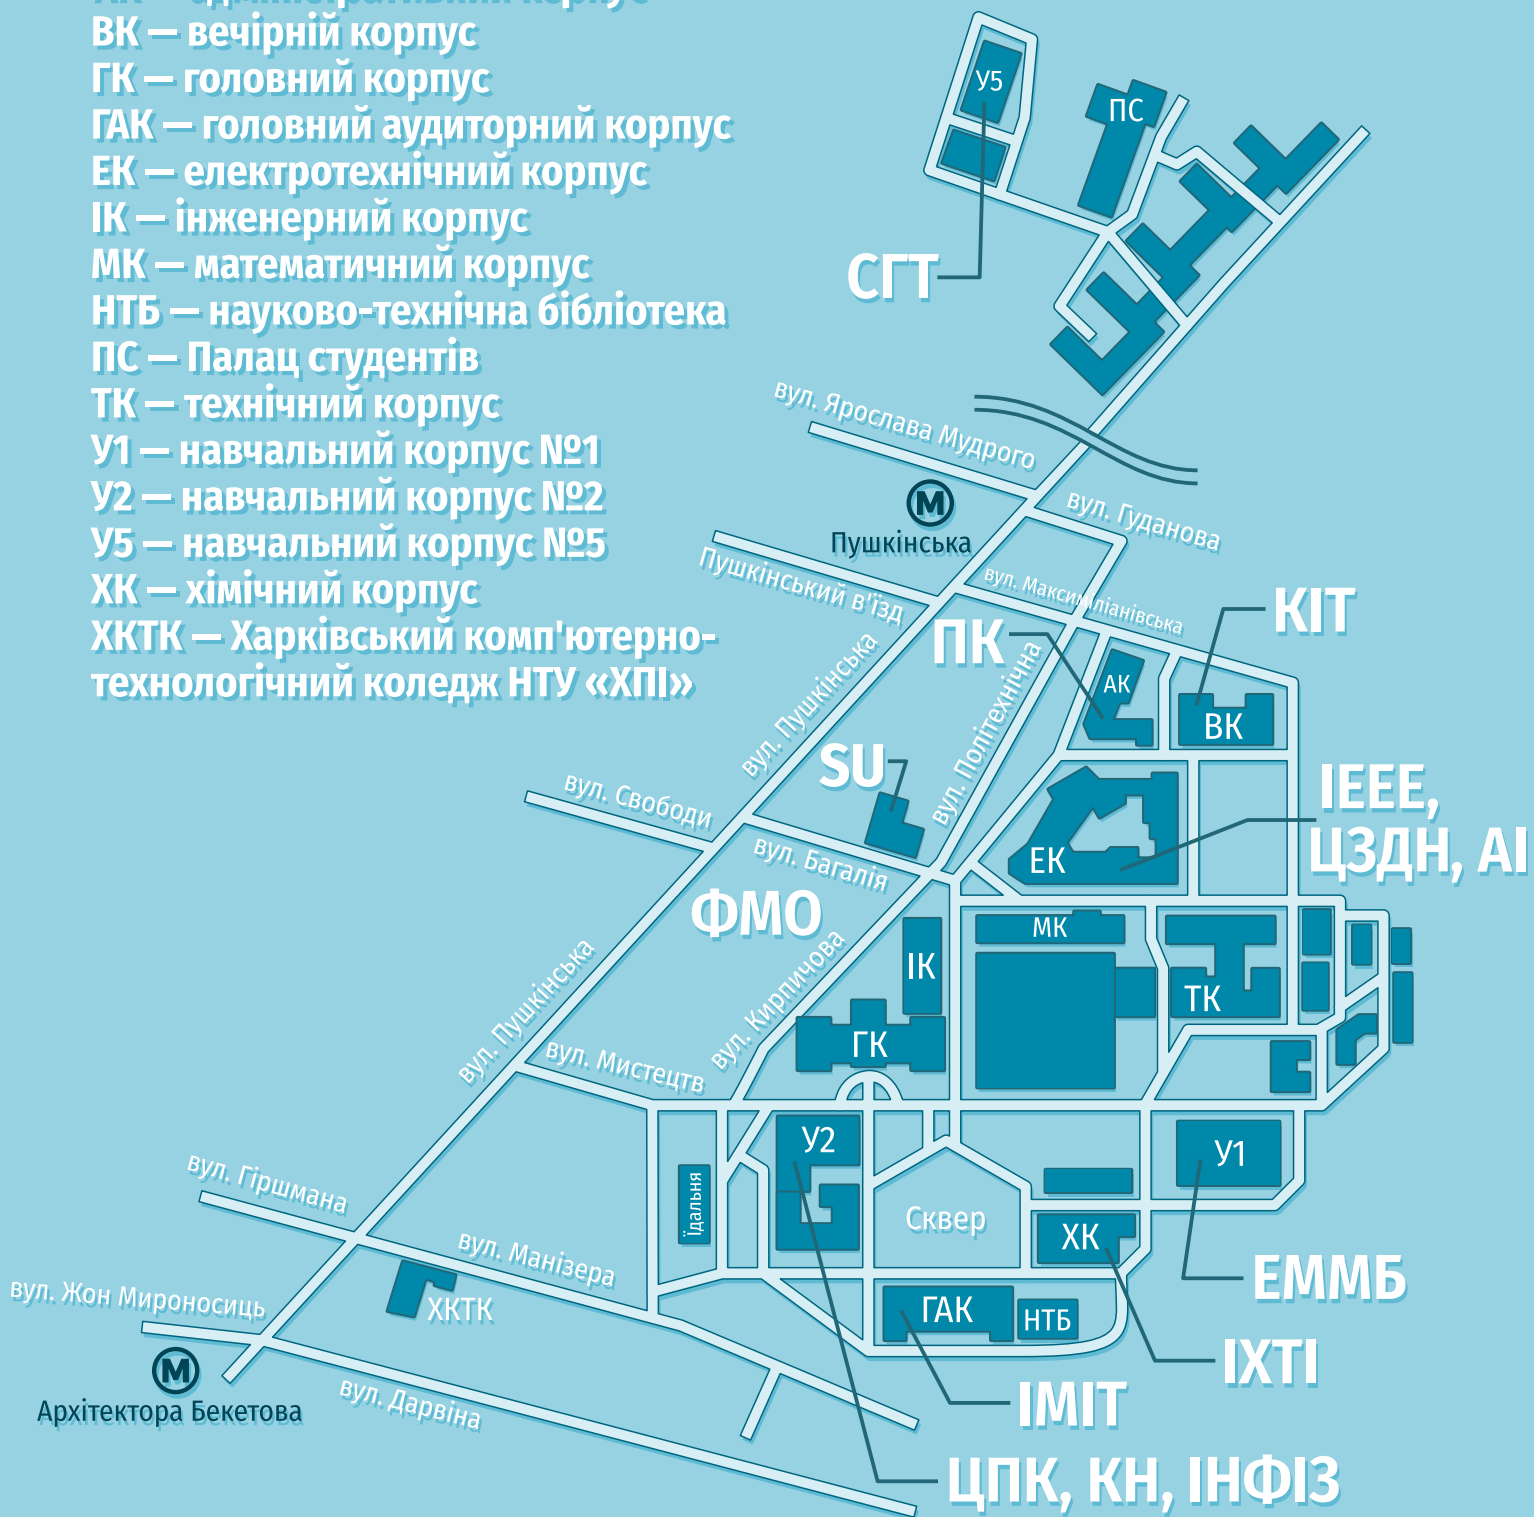 АК — адміністративний корпус
ВК — вечірній корпус
ГК — головний корпус
ГАК — головний аудиторний корпус
ЕК — електротехнічний корпус
ІК — інженерний корпус
МК — математичний корпус
НТБ — науково-технічна бібліотека
ПС — Палац студентів
ТК — технічний корпус
У1 — навчальний корпус №1
У2 — навчальний корпус №2
У5 — навчальний корпус №5
ХК — хімічний корпус
ХКТК — Харківський комп'ютерно-
технологічний коледж НТУ «ХПІ»
У5
ПС
СГТ
вул. Ярослава Мудрого
М
Пушкінська
вул. Гуданова
Пушкінський в'їзд
вул. Максиміліанівська
КІТ
ПК
АК
ВК
вул. Пушкінська
вул. Політехнічна
SU
вул. Свободи
вул. Багалія
ІЕЕЕ,
ЦЗДН, АІ
ЕК
ФМО
МК
ІК
ТК
вул. Пушкінська
вул. Кирпичова
ГК
вул. Мистецтв
У2
У1
вул. Гіршмана
Їдальня
Сквер
ХК
вул. Манізера
ЕММБ
вул. Жон Мироносиць
ХКТК
ГАК
НТБ
ІХТІ
М
Архітектора Бекетова
вул. Дарвіна
ІМІТ
ЦПК, КН, ІНФІЗ